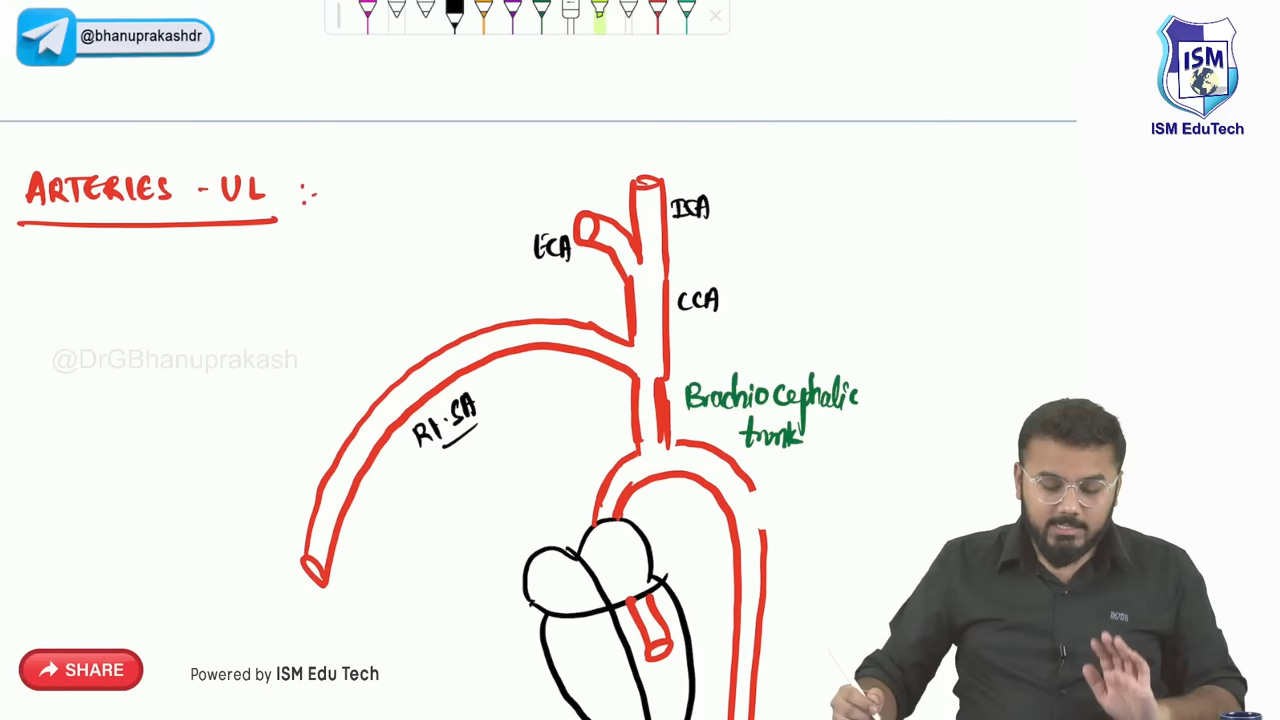 @bhanuprakashdr
ISM
ISM EduTech
ARTERIES - UL :-
ICA
ECA
CCA
@DrGBhanuprakash
Brachiocephalic
trunk
Rt. SA
BOSS
SHARE
Powered by ISM Edu Tech